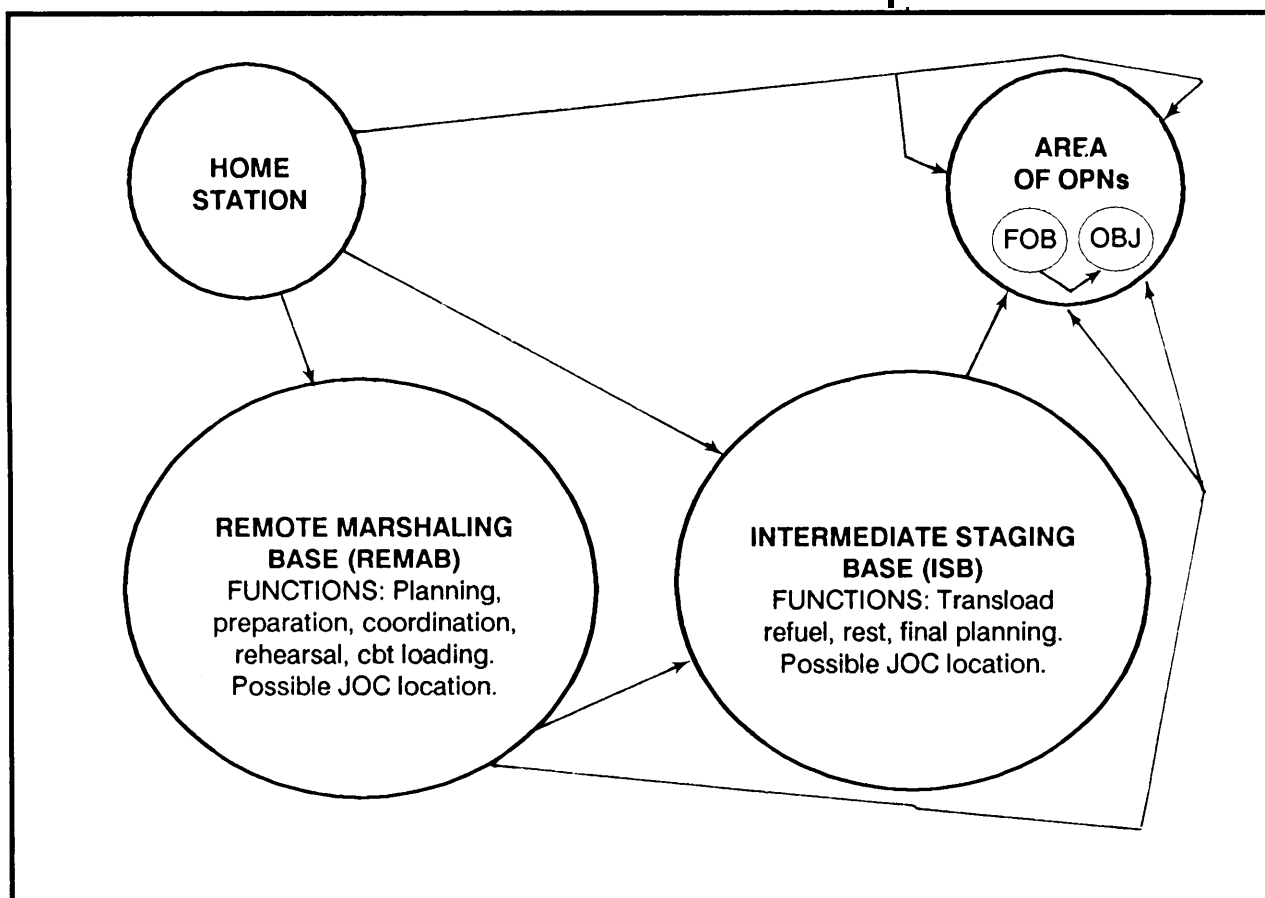 HOME
STATION
AREA
OF OPNs
FOB
OBJ
REMOTE MARSHALING
BASE (REMAB)
FUNCTIONS: Planning,
preparation, coordination,
rehearsal, cbt loading.
Possible JOC location.
INTERMEDIATE STAGING
BASE (ISB)
FUNCTIONS: Transload
refuel, rest, final planning.
Possible JOC location.